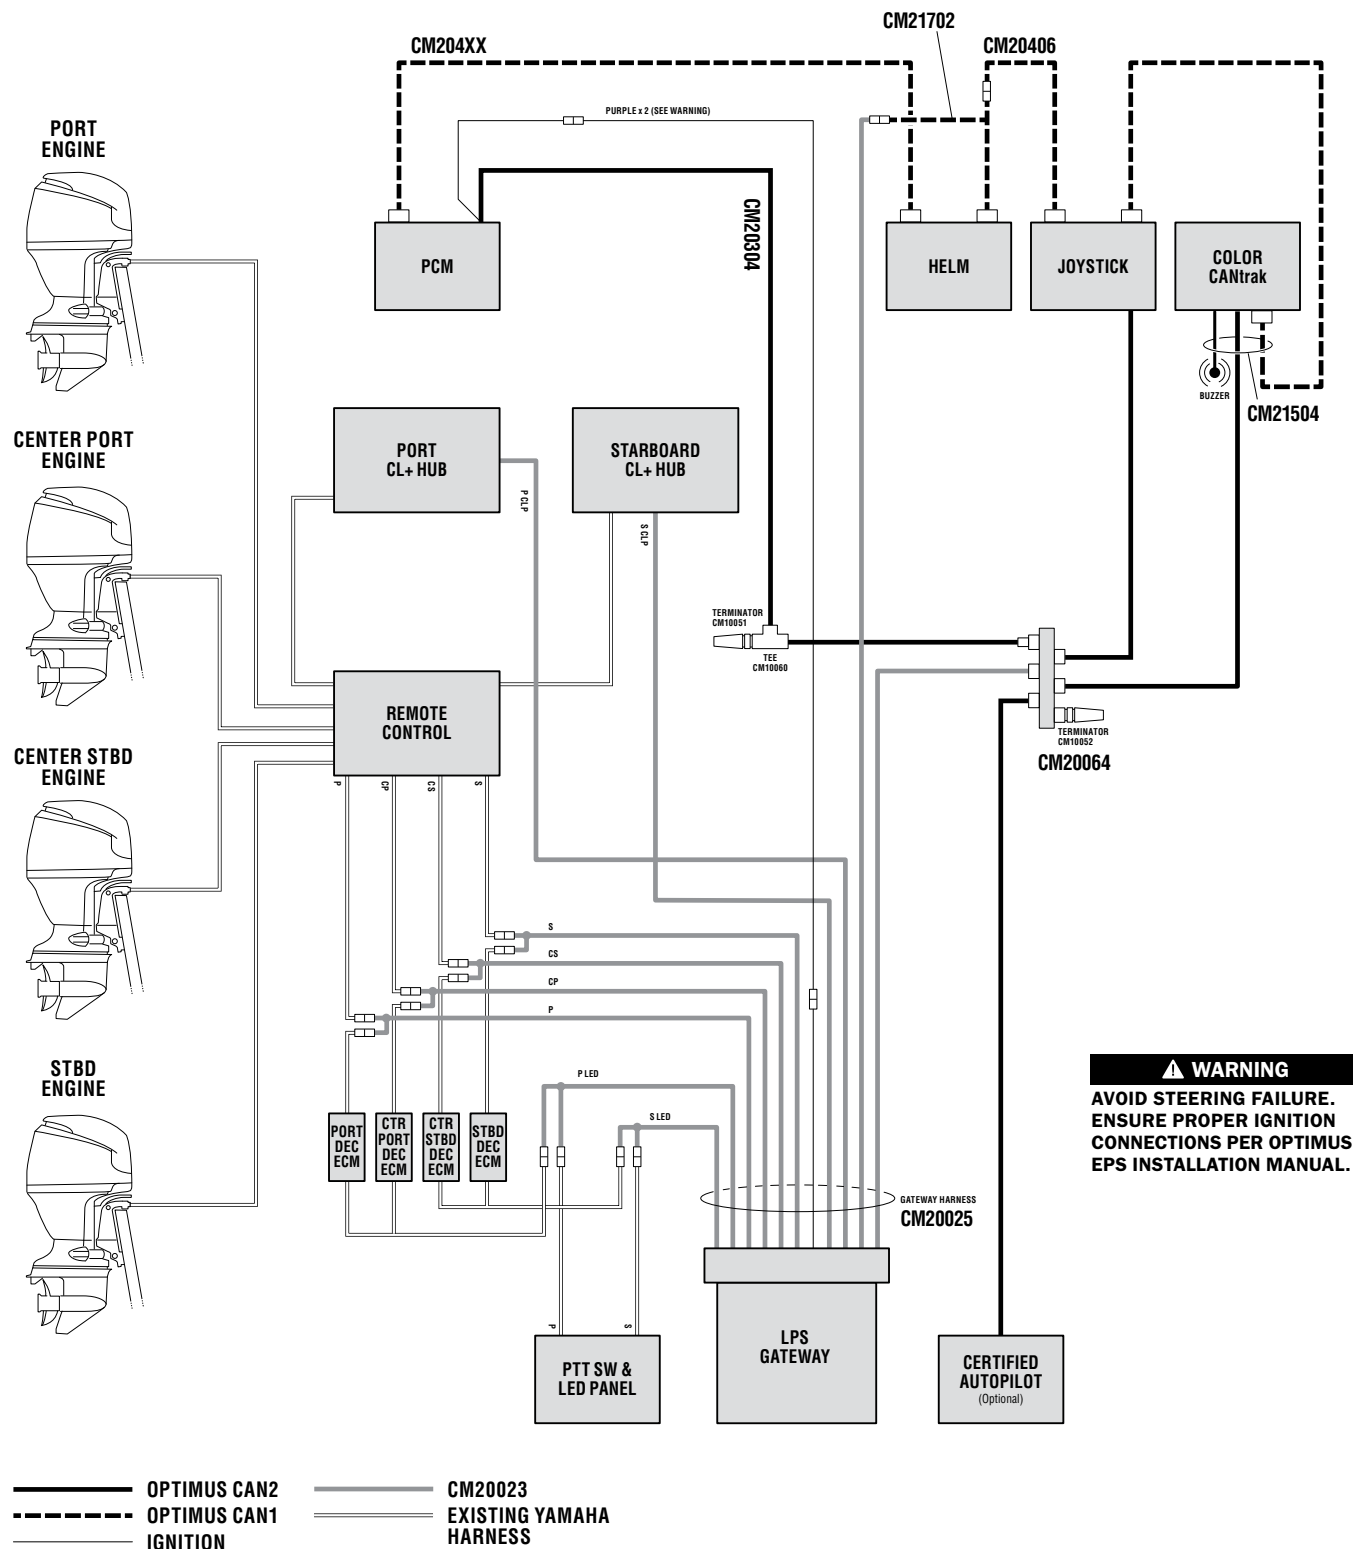 CM21702
CM204XX
CM20406
PURPLE x 2 (SEE WARNING)
PORT
ENGINE
CM20304
PCM
HELM
JOYSTICK
COLOR
CANtrak
BUZZER
CM21504
CENTER PORT
ENGINE
PORT
CL+ HUB
STARBOARD
CL+ HUB
P CLP
S CLP
TERMINATOR
CM10051
TEE
CM10060
REMOTE
CONTROL
TERMINATOR
CM10052
CM20064
CENTER STBD
ENGINE
P
CP
CS
S
S
CS
CP
P
STBD
ENGINE
P LED
S LED
PORT
DEC
ECM
CTR
PORT
DEC
ECM
CTR
STBD
DEC
ECM
STBD
DEC
ECM
WARNING
AVOID STEERING FAILURE.
ENSURE PROPER IGNITION
CONNECTIONS PER OPTIMUS
EPS INSTALLATION MANUAL.
GATEWAY HARNESS
CM20025
P
S
PTT SW &
LED PANEL
LPS
GATEWAY
CERTIFIED
AUTOPILOT
(Optional)
OPTIMUS CAN2
OPTIMUS CAN1
IGNITION
CM20023
EXISTING YAMAHA
HARNESS